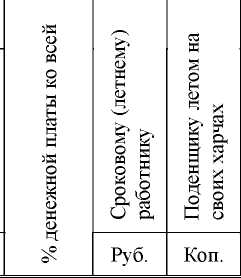 % денежной платы ко всей
Сроковому (летнему)
работнику
Поденщику летом на
своих харчах
Руб.
Коп.